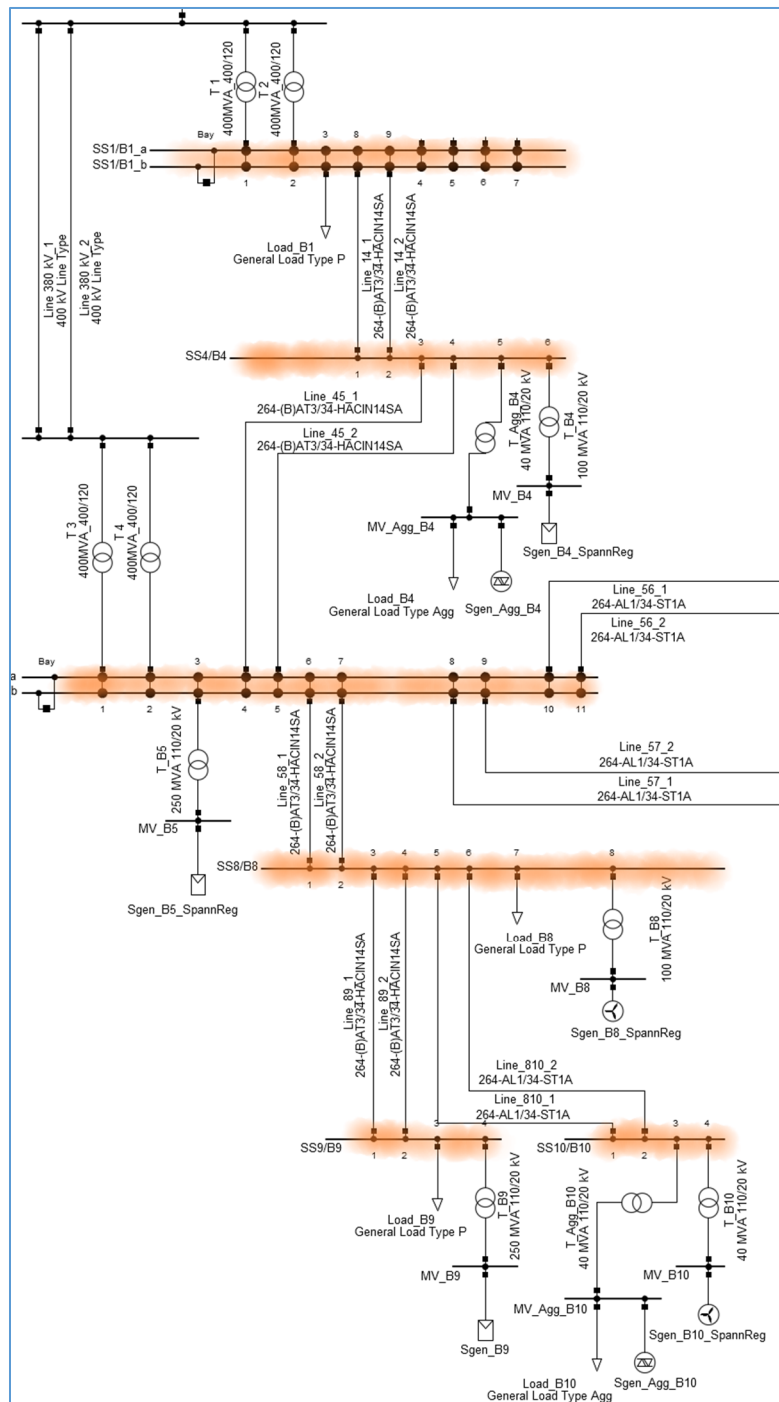 T 1
400MVA_400/120
T 2
400MVA_400/120
Bay
3
8
9
4
5
6
7
SS1/B1_a
SS1/B1_b
1
2
Load_B1
General Load Type P
Line_14_1
264-(B)AT3/34-HACIN14SA
Line_14_2
264-(B)AT3/34-HACIN14SA
Line 380 kV_1
400 kV Line Type
Line 380 kV_2
400 kV Line Type
SS4/B4
3
4
5
6
1
2
Line_45_1
264-(B)AT3/34-HACIN14SA
Line_45_2
264-(B)AT3/34-HACIN14SA
T_Agg_B4
40 MVA 110/20 kV
T_B4
100 MVA 110/20 kV
MV_B4
MV_Agg_B4
Sgen_B4_SpannReg
Load_B4
General Load Type Agg
Sgen_Agg_B4
T 3
400MVA_400/120
T 4
400MVA_400/120
Line_56_1
264-AL1/34-ST1A
Line_56_2
264-AL1/34-ST1A
Bay
3
6
7
8
9
a
b
1
2
4
5
10
11
T_B5
250 MVA 110/20 kV
MV_B5
Sgen_B5_SpannReg
Line_58_1
264-(B)AT3/34-HACIN14SA
Line_58_2
264-(B)AT3/34-HACIN14SA
Line_57_2
264-AL1/34-ST1A
Line_57_1
264-AL1/34-ST1A
SS8/B8
3
4
5
6
7
8
1
2
Load_B8
General Load Type P
T_B8
100 MVA 110/20 kV
MV_B8
Sgen_B8_SpannReg
Line_89_1
264-(B)AT3/34-HACIN14SA
Line_89_2
264-(B)AT3/34-HACIN14SA
Line_810_2
264-AL1/34-ST1A
Line_810_1
264-AL1/34-ST1A
SS9/B9
3
4
1
2
SS10/B10
3
4
1
2
Load_B9
General Load Type P
T_B9
250 MVA 110/20 kV
MV_B9
Sgen_B9
T_Agg_B10
40 MVA 110/20 kV
T_B10
40 MVA 110/20 kV
MV_B10
MV_Agg_B10
Sgen_B10_SpannReg
Load_B10
General Load Type Agg
Sgen_Agg_B10